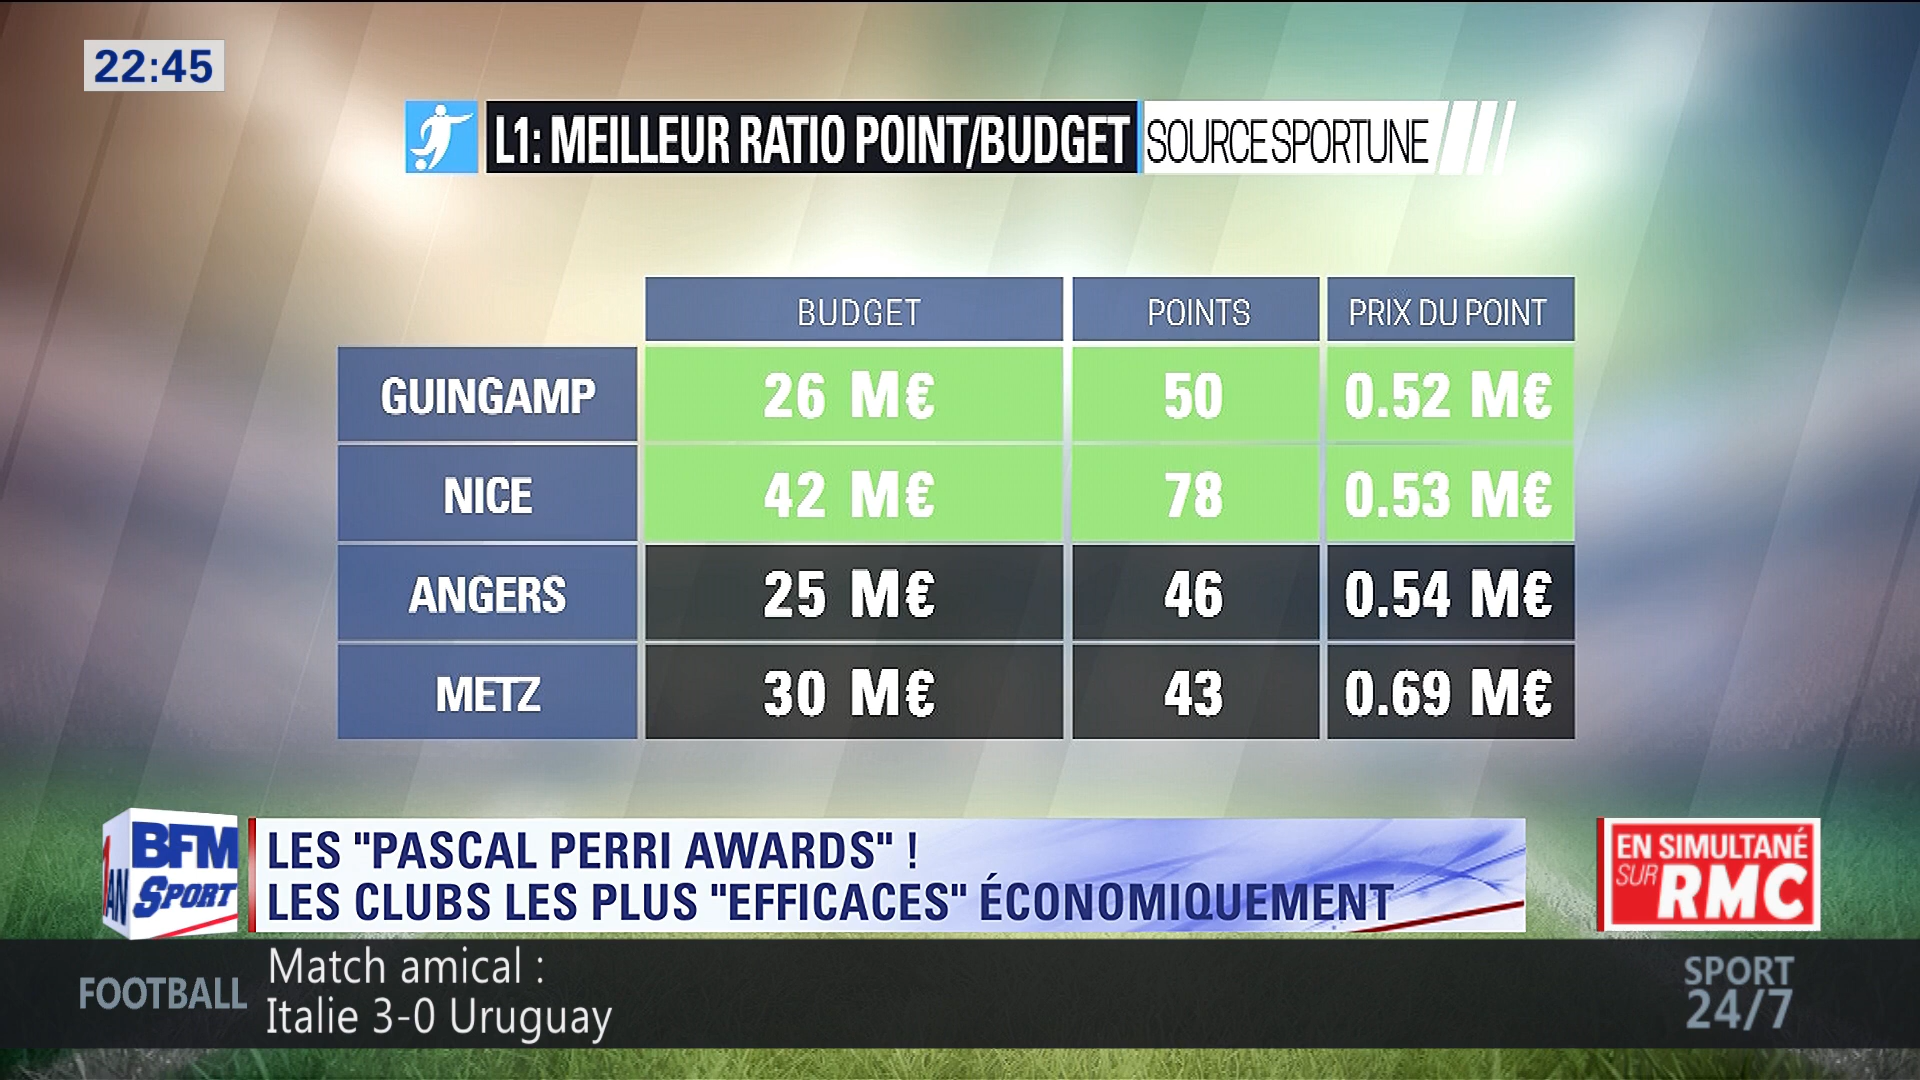 22:45
L1: MEILLEUR RATIO POINT/BUDGET SOURCE SPORTUNE
BUDGET POINTS PRIX DU POINT
GUINGAMP 26 M€ 50 0.52 M€
NICE 42 M€ 78 0.53 M€
ANGERS 25 M€ 46 0.54 M€
METZ 30 M€ 43 0.69 M€
1 AN
BFM
SPORT
LES "PASCAL PERRI AWARDS" !
LES CLUBS LES PLUS "EFFICACES" ÉCONOMIQUEMENT
EN SIMULTANÉ
SUR RMC
FOOTBALL
Match amical :
Italie 3-0 Uruguay
SPORT
24/7